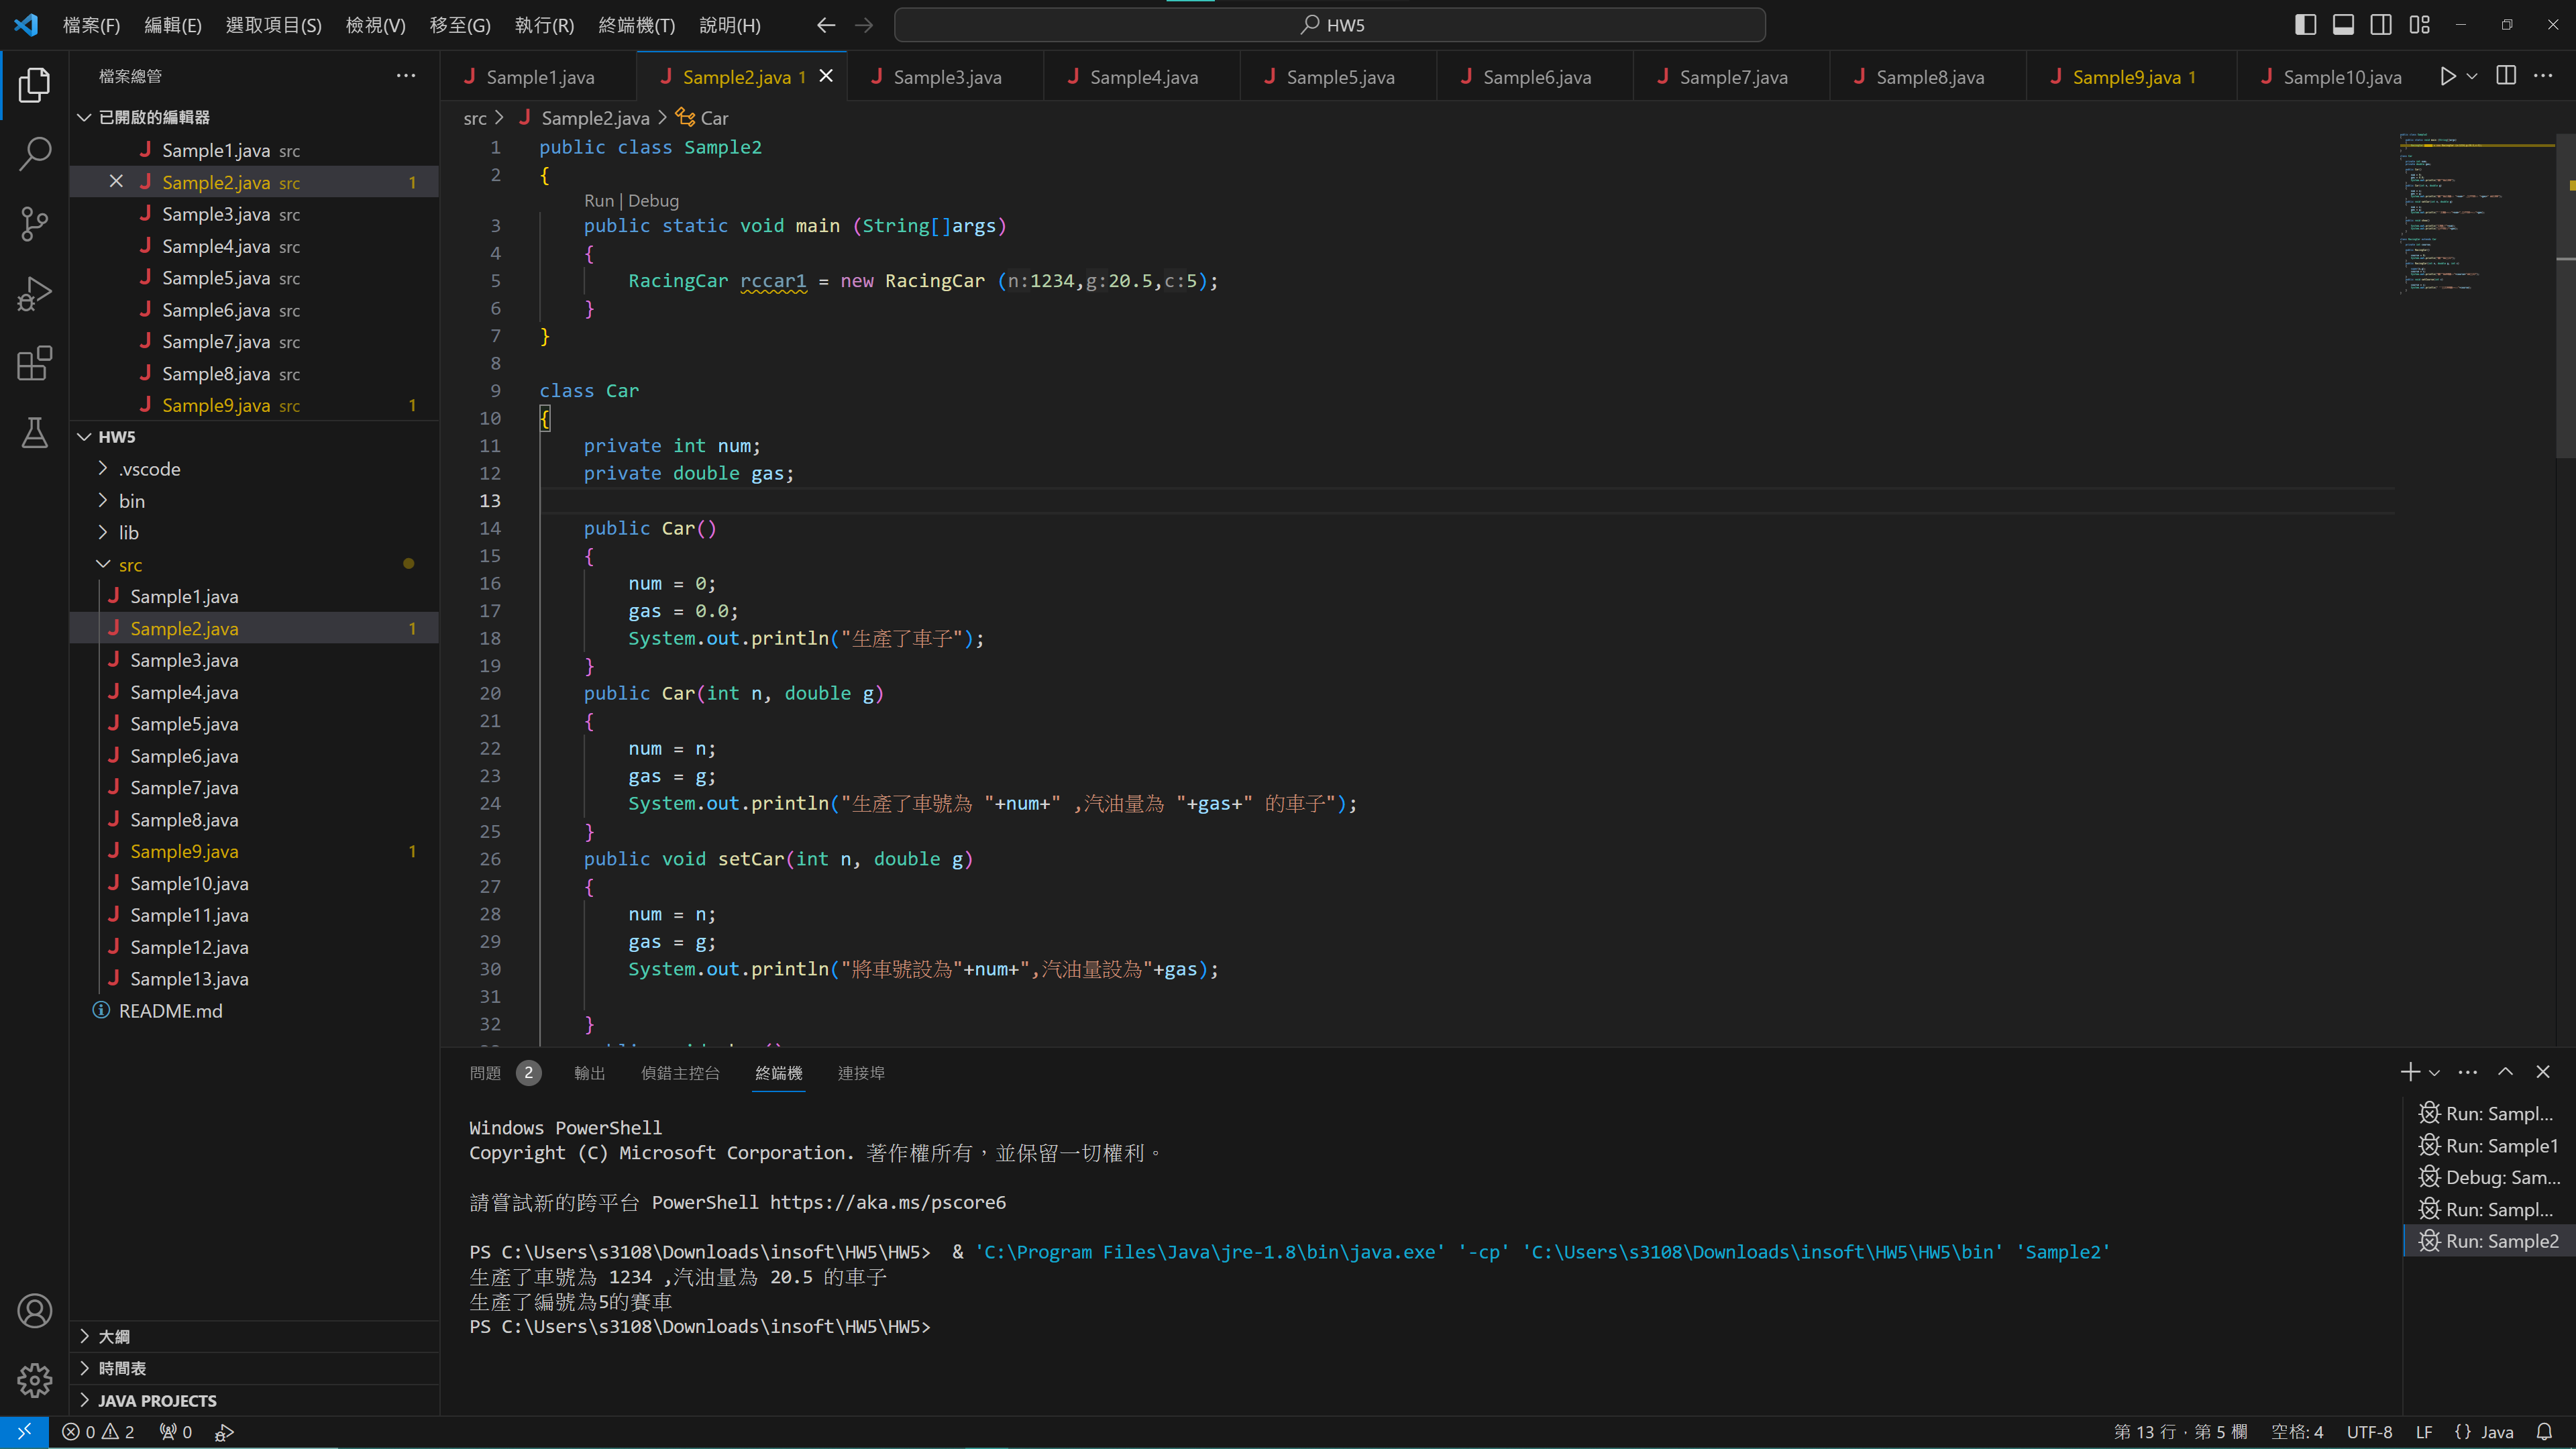 檔案(F) 編輯(E) 選取項目(S) 檢視(V) 移至(G) 執行(R) 終端機(T) 說明(H) HW5
檔案總管
已開啟的編輯器
Sample1.java src
Sample2.java src 1
Sample3.java src
Sample4.java src
Sample5.java src
Sample6.java src
Sample7.java src
Sample8.java src
Sample9.java src 1
HW5
.vscode
bin
lib
src
Sample1.java
Sample2.java 1
Sample3.java
Sample4.java
Sample5.java
Sample6.java
Sample7.java
Sample8.java
Sample9.java 1
Sample10.java
Sample11.java
Sample12.java
Sample13.java
README.md
大綱
時間表
JAVA PROJECTS
Sample1.java Sample2.java 1 Sample3.java Sample4.java Sample5.java Sample6.java Sample7.java Sample8.java Sample9.java 1 Sample10.java
src > Sample2.java > Car
1 public class Sample2
2 {
Run | Debug
3 public static void main (String[]args)
4 {
5 RacingCar rccar1 = new RacingCar (n:1234,g:20.5,c:5);
6 }
7 }
8
9 class Car
10 {
11 private int num;
12 private double gas;
13
14 public Car()
15 {
16 num = 0;
17 gas = 0.0;
18 System.out.println("生產了車子");
19 }
20 public Car(int n, double g)
21 {
22 num = n;
23 gas = g;
24 System.out.println("生產了車號為 "+num+" ,汽油量為 "+gas+" 的車子");
25 }
26 public void setCar(int n, double g)
27 {
28 num = n;
29 gas = g;
30 System.out.println("將車號設為"+num+",汽油量設為"+gas);
31
32 }
問題 2 輸出 偵錯主控台 終端機 連接埠
Windows PowerShell
Copyright (C) Microsoft Corporation. 著作權所有，並保留一切權利。
請嘗試新的跨平台 PowerShell https://aka.ms/pscore6
PS C:\Users\s3108\Downloads\insoft\HW5\HW5> & 'C:\Program Files\Java\jre-1.8\bin\java.exe' '-cp' 'C:\Users\s3108\Downloads\insoft\HW5\HW5\bin' 'Sample2'
生產了車號為 1234 ,汽油量為 20.5 的車子
生產了編號為5的賽車
PS C:\Users\s3108\Downloads\insoft\HW5\HW5>
Run: Sampl...
Run: Sample1
Debug: Sam...
Run: Sampl...
Run: Sample2
0 2 0 第 13 行，第 5 欄 空格: 4 UTF-8 LF {} Java